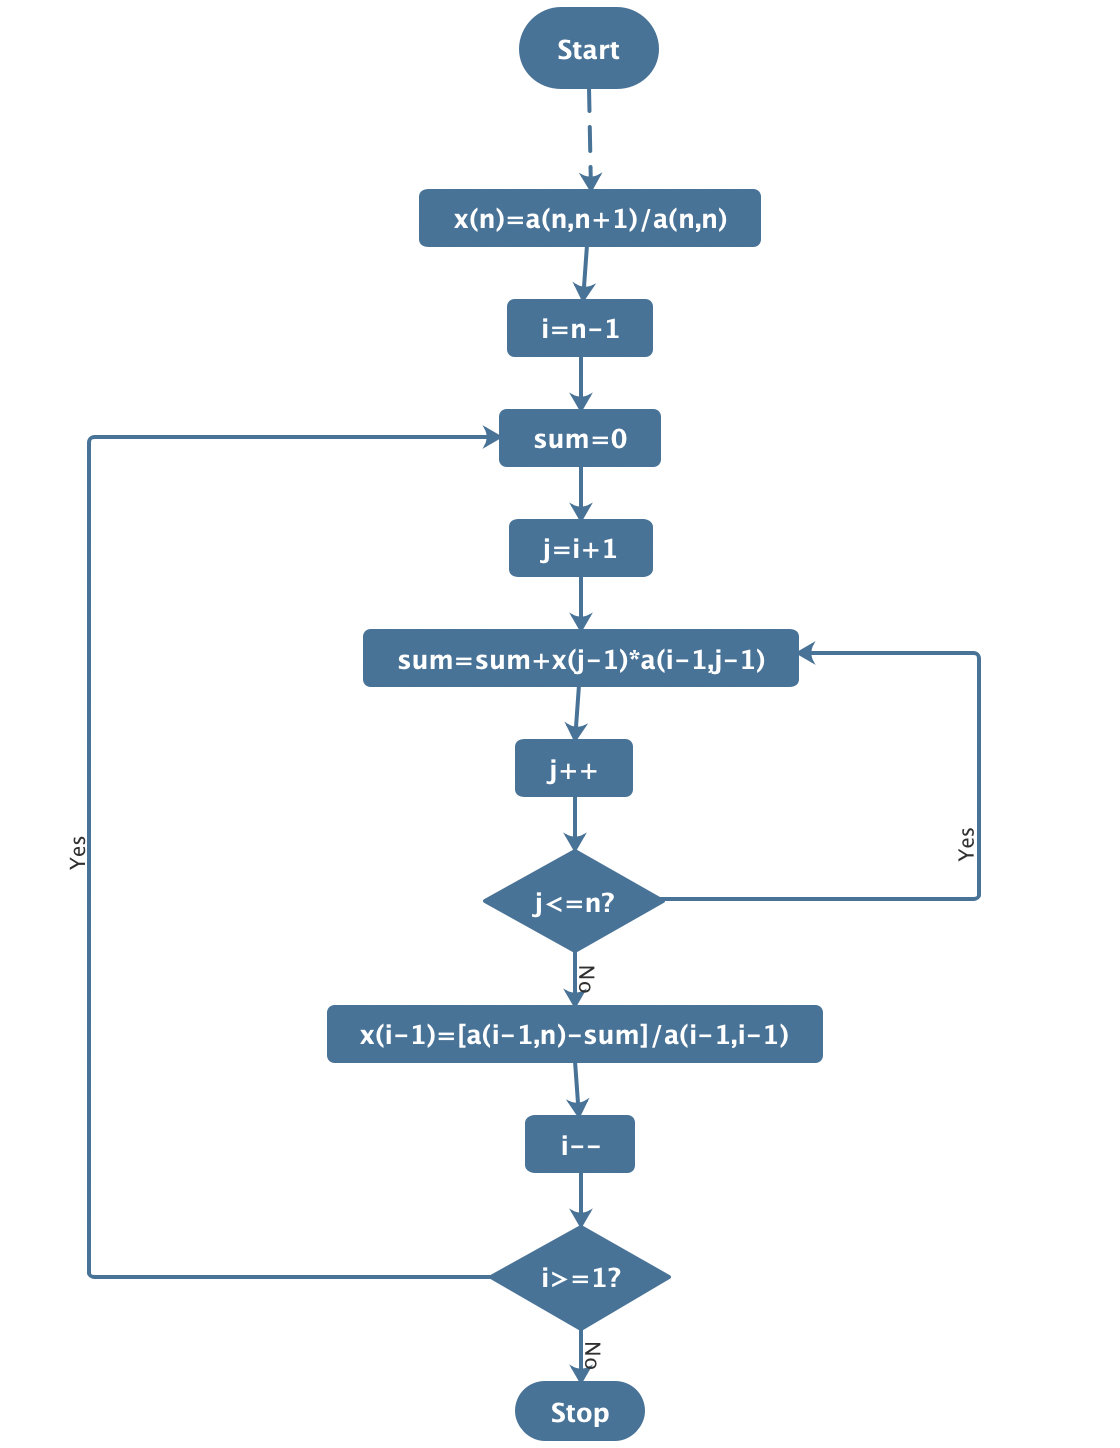 Start
x(n)=a(n,n+1)/a(n,n)
i=n-1
sum=0
j=i+1
sum=sum+x(j-1)*a(i-1,j-1)
j++
Yes
Yes
j<=n?
No
x(i-1)=[a(i-1,n)-sum]/a(i-1,i-1)
i--
i>=1?
No
Stop